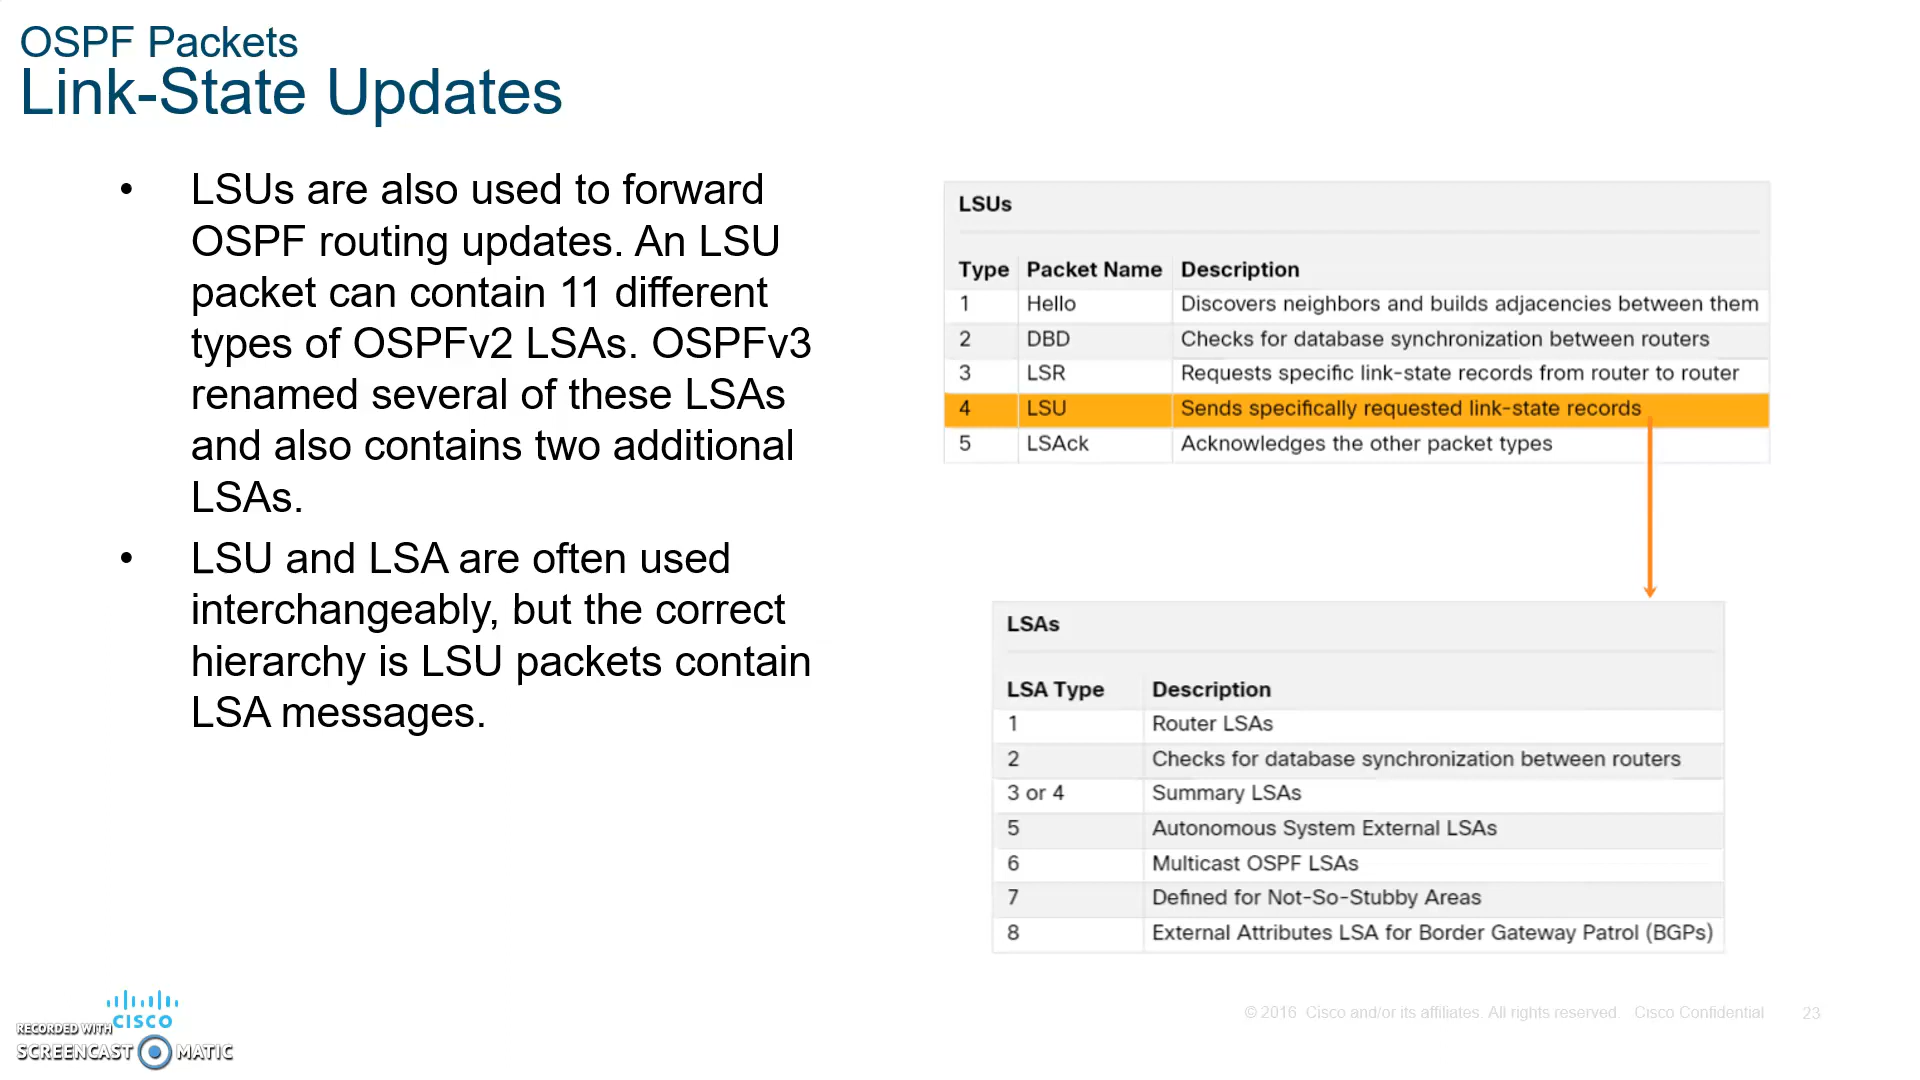 OSPF Packets
Link-State Updates
• LSUs are also used to forward
OSPF routing updates. An LSU
packet can contain 11 different
types of OSPFv2 LSAs. OSPFv3
renamed several of these LSAs
and also contains two additional
LSAs.
• LSU and LSA are often used
interchangeably, but the correct
hierarchy is LSU packets contain
LSA messages.
LSUs
Type Packet Name Description
1 Hello Discovers neighbors and builds adjacencies between them
2 DBD Checks for database synchronization between routers
3 LSR Requests specific link-state records from router to router
4 LSU Sends specifically requested link-state records
5 LSAck Acknowledges the other packet types
LSAs
LSA Type Description
1 Router LSAs
2 Checks for database synchronization between routers
3 or 4 Summary LSAs
5 Autonomous System External LSAs
6 Multicast OSPF LSAs
7 Defined for Not-So-Stubby Areas
8 External Attributes LSA for Border Gateway Patrol (BGPs)
CISCO
RECORDED WITH
SCREENCAST MATIC
© 2016 Cisco and/or its affiliates. All rights reserved. Cisco Confidential 23